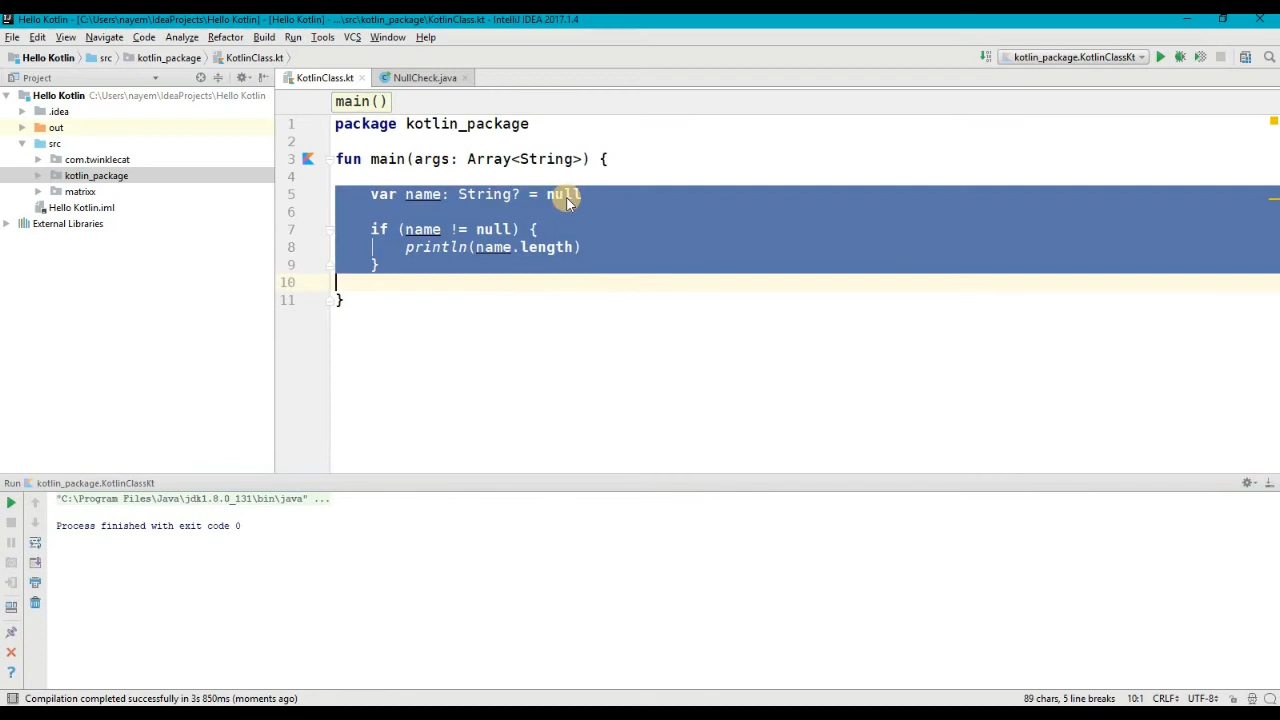 Hello Kotlin - [C:\Users\nayem\IdeaProjects\Hello Kotlin] - [Hello Kotlin] - ...\src\kotlin_package\KotlinClass.kt - IntelliJ IDEA 2017.1.4
File Edit View Navigate Code Analyze Refactor Build Run Tools VCS Window Help
Hello Kotlin src kotlin_package KotlinClass.kt kotlin_package.KotlinClassKt
Project KotlinClass.kt NullCheck.java
Hello Kotlin C:\Users\nayem\IdeaProjects\Hello Kotlin
.idea
out
src
com.twinklecat
kotlin_package
matrixx
Hello Kotlin.iml
External Libraries
main()
1 package kotlin_package
2
3 fun main(args: Array<String>) {
4
5 var name: String? = null
6
7 if (name != null) {
8 println(name.length)
9 }
10
11 }
Run kotlin_package.KotlinClassKt
"C:\Program Files\Java\jdk1.8.0_131\bin\java" ...
Process finished with exit code 0
Compilation completed successfully in 3s 850ms (moments ago) 89 chars, 5 line breaks 10:1 CRLF UTF-8